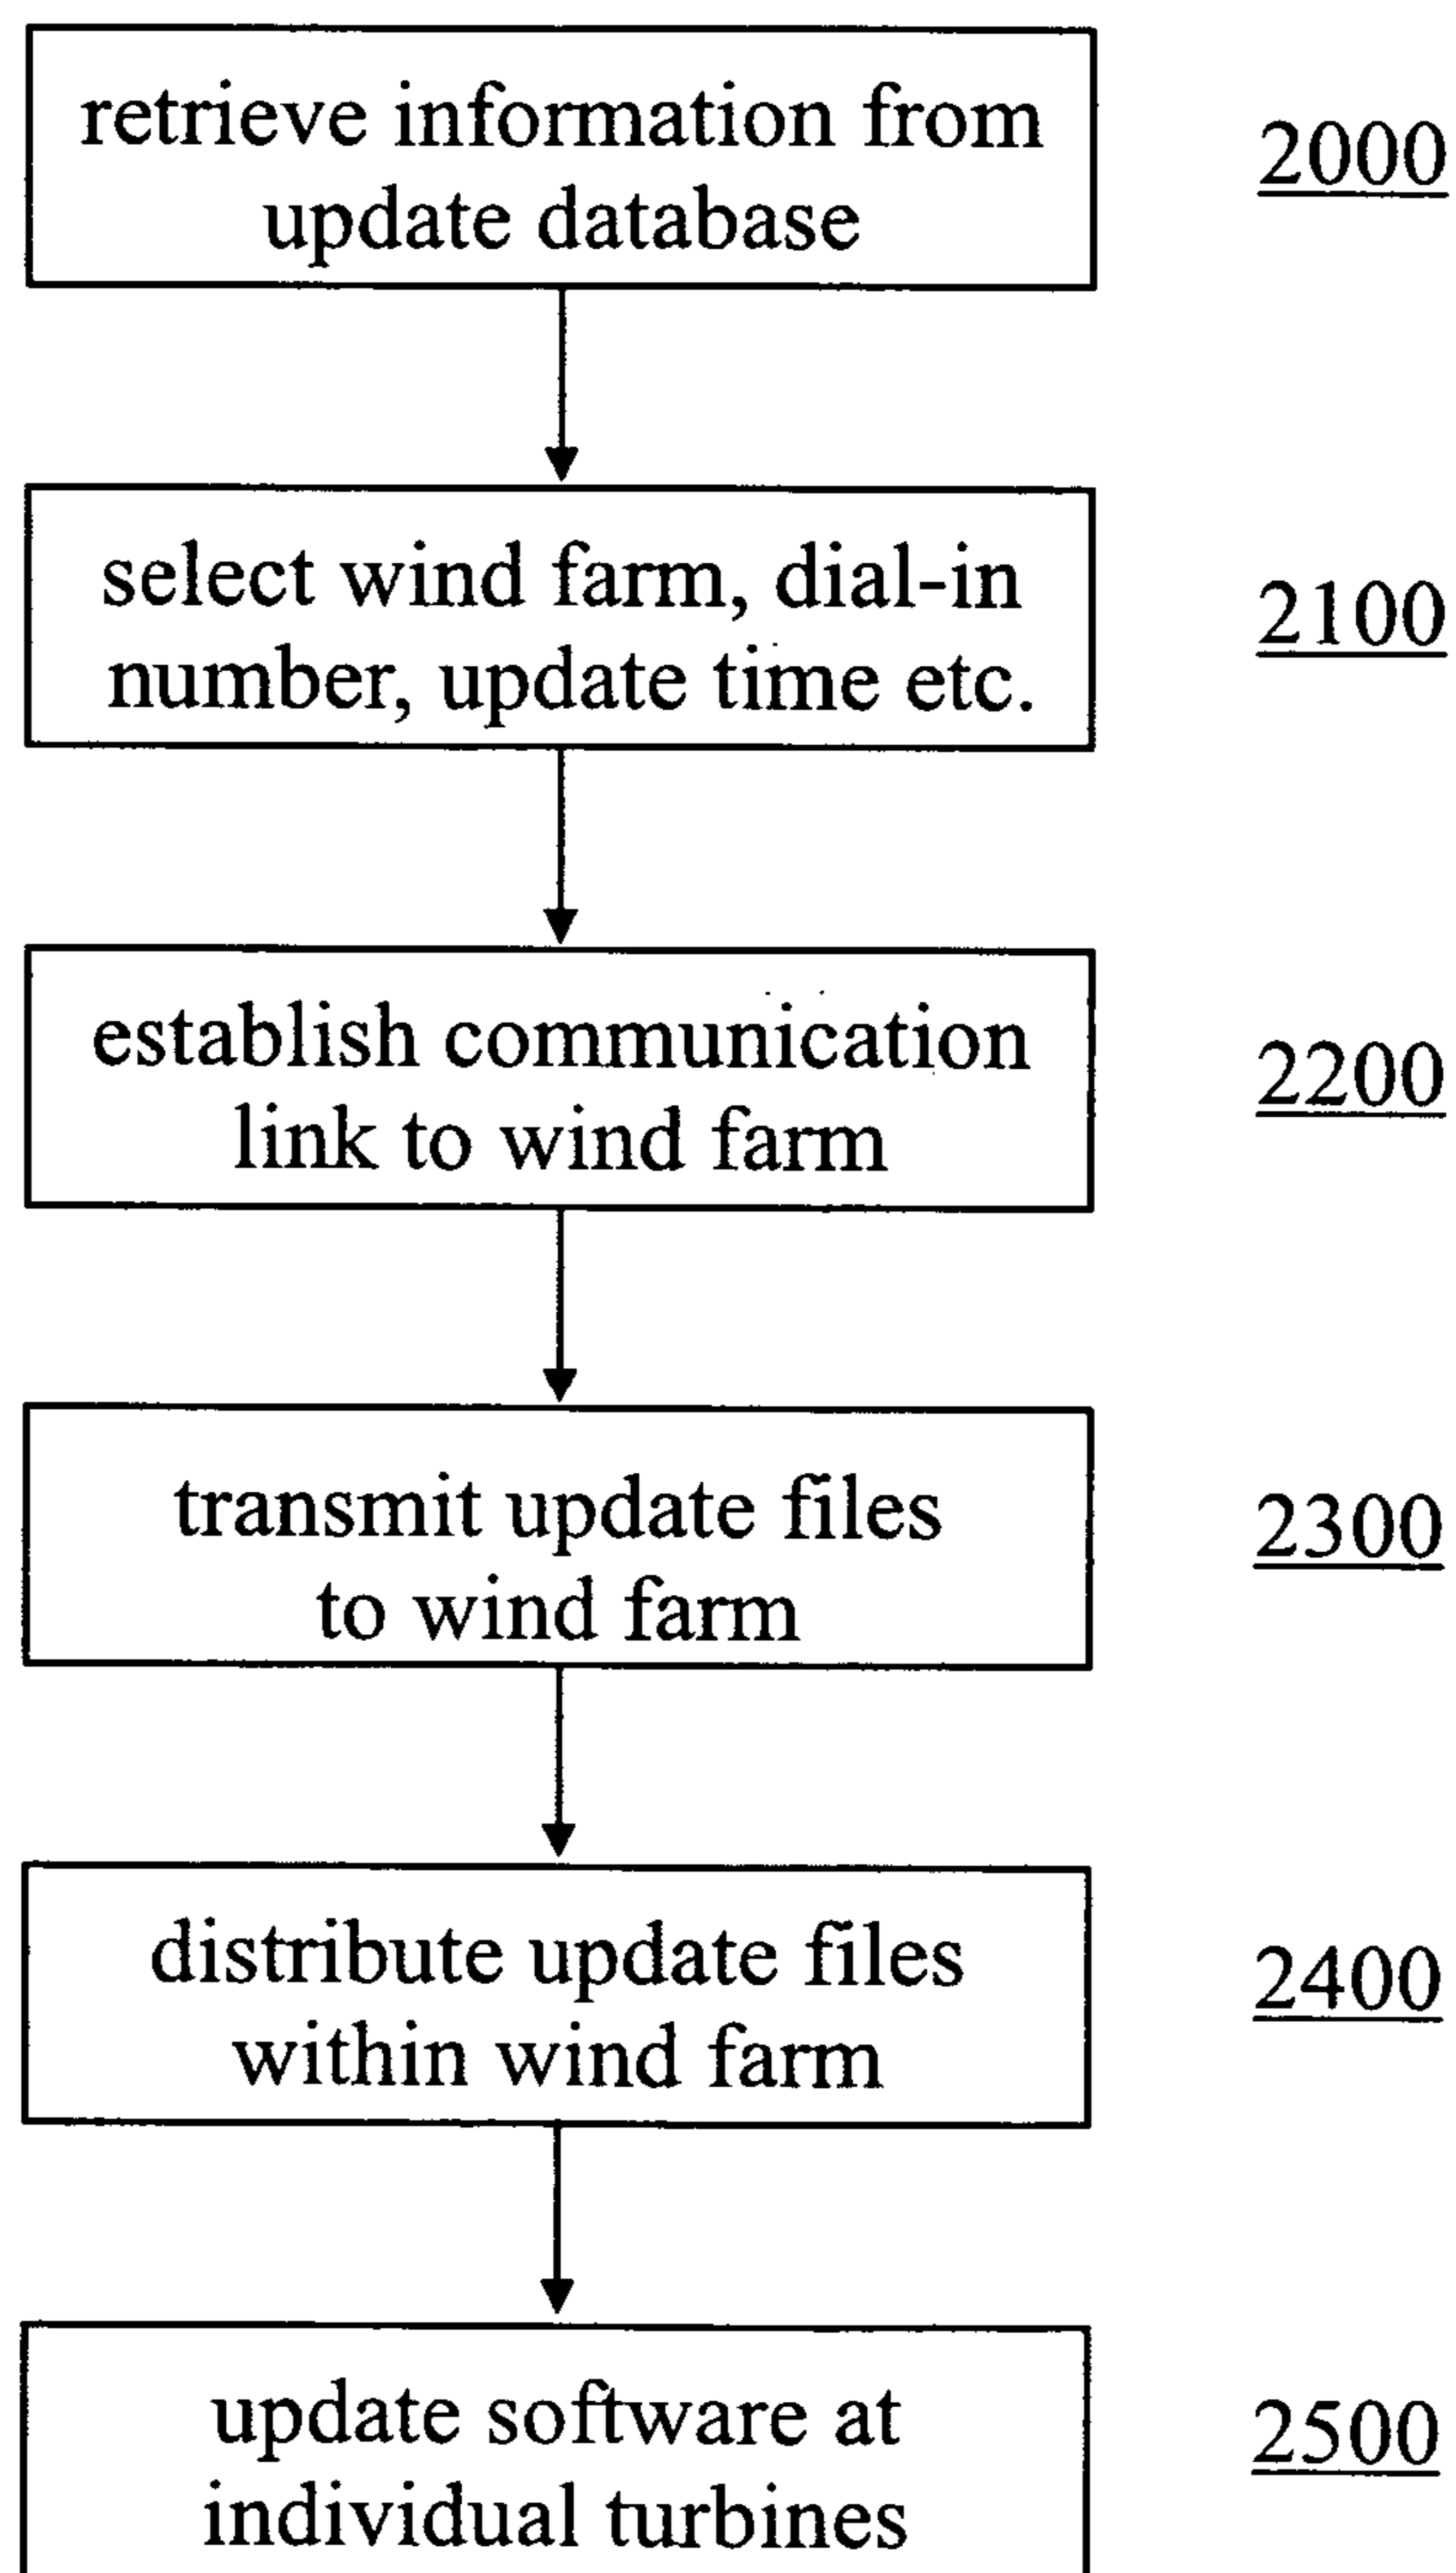 retrieve information from
update database
2000
select wind farm, dial-in
number, update time etc.
2100
establish communication
link to wind farm
2200
transmit update files
to wind farm
2300
distribute update files
within wind farm
2400
update software at
individual turbines
2500